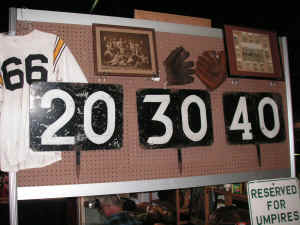 66
20 30 40
RESERVED
FOR
UMPIRES